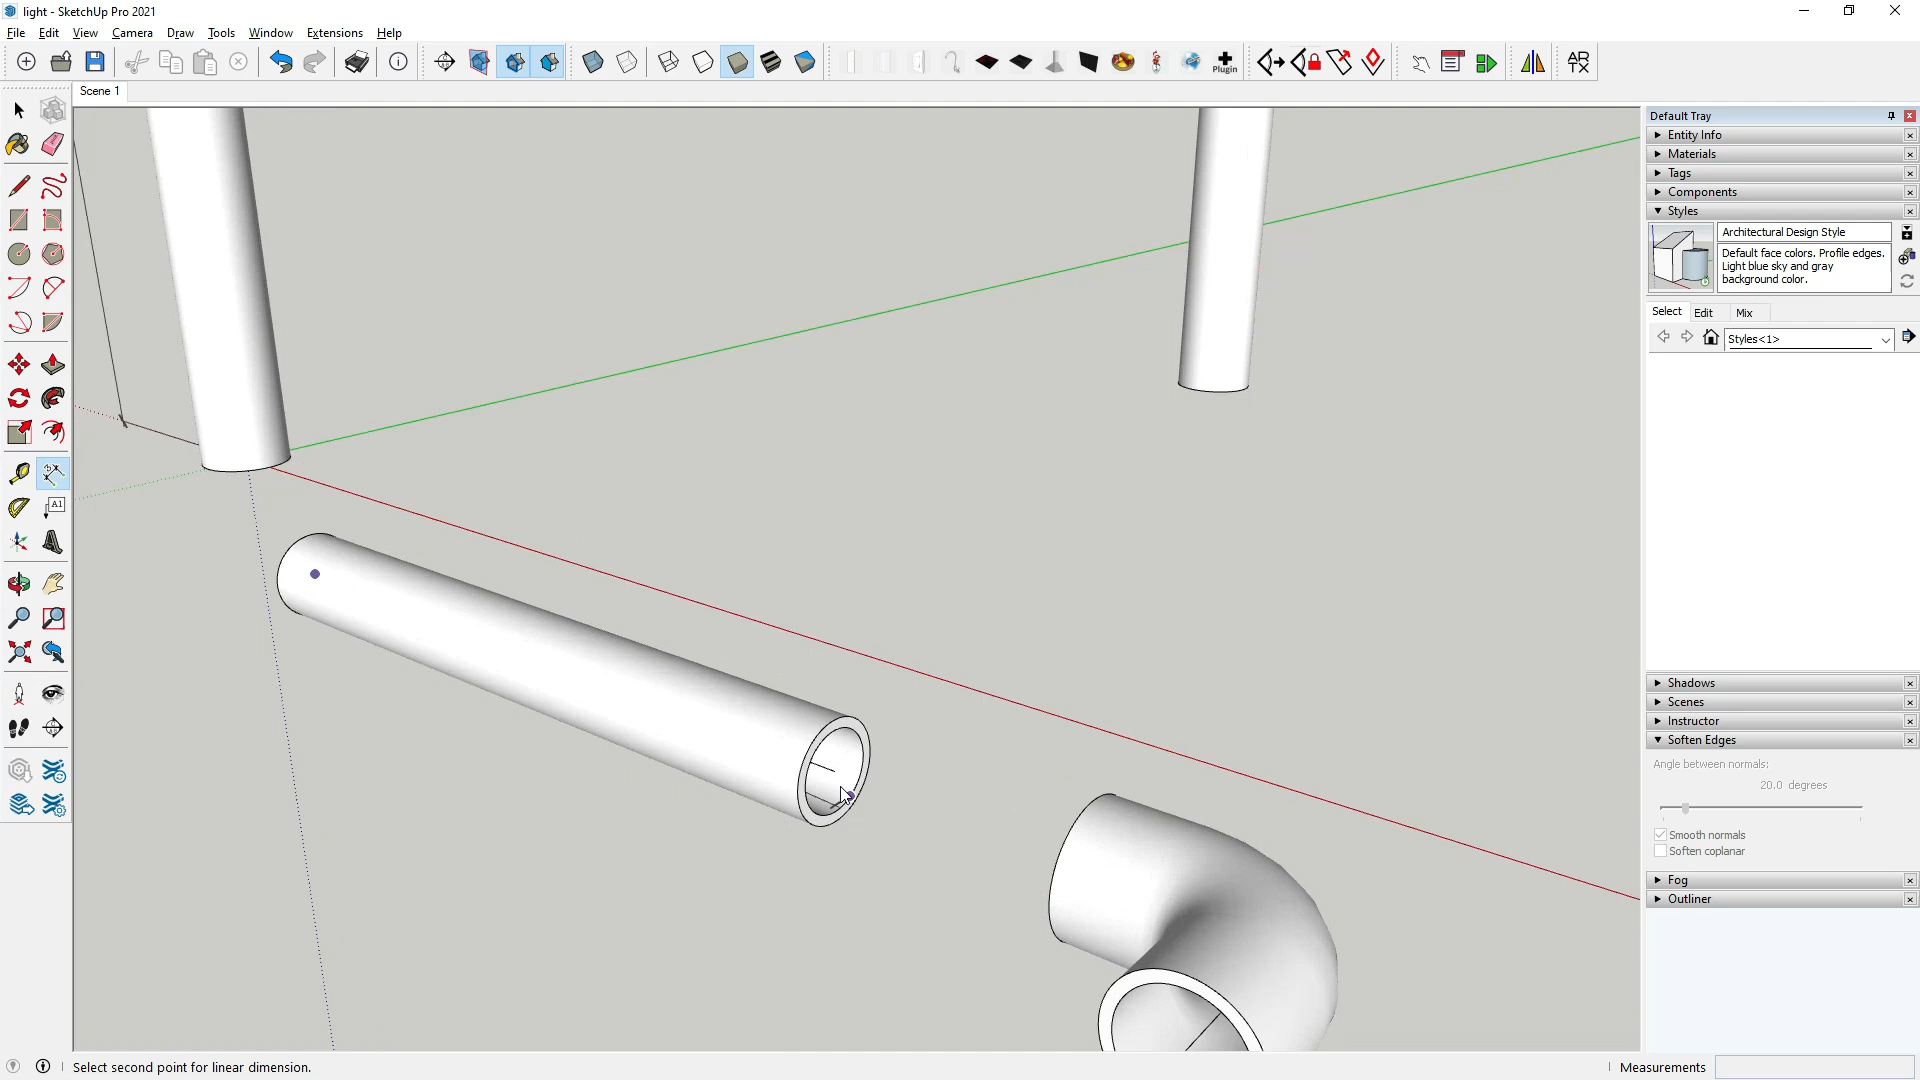 light - SketchUp Pro 2021
File Edit View Camera Draw Tools Window Extensions Help
Plugin
AR
TX
Scene 1
A1
Default Tray
Entity Info
Materials
Tags
Components
Styles
Architectural Design Style
Default face colors. Profile edges.
Light blue sky and gray
background color.
Select Edit Mix
Styles<1>
Shadows
Scenes
Instructor
Soften Edges
Angle between normals:
20.0 degrees
Smooth normals
Soften coplanar
Fog
Outliner
Select second point for linear dimension.
Measurements